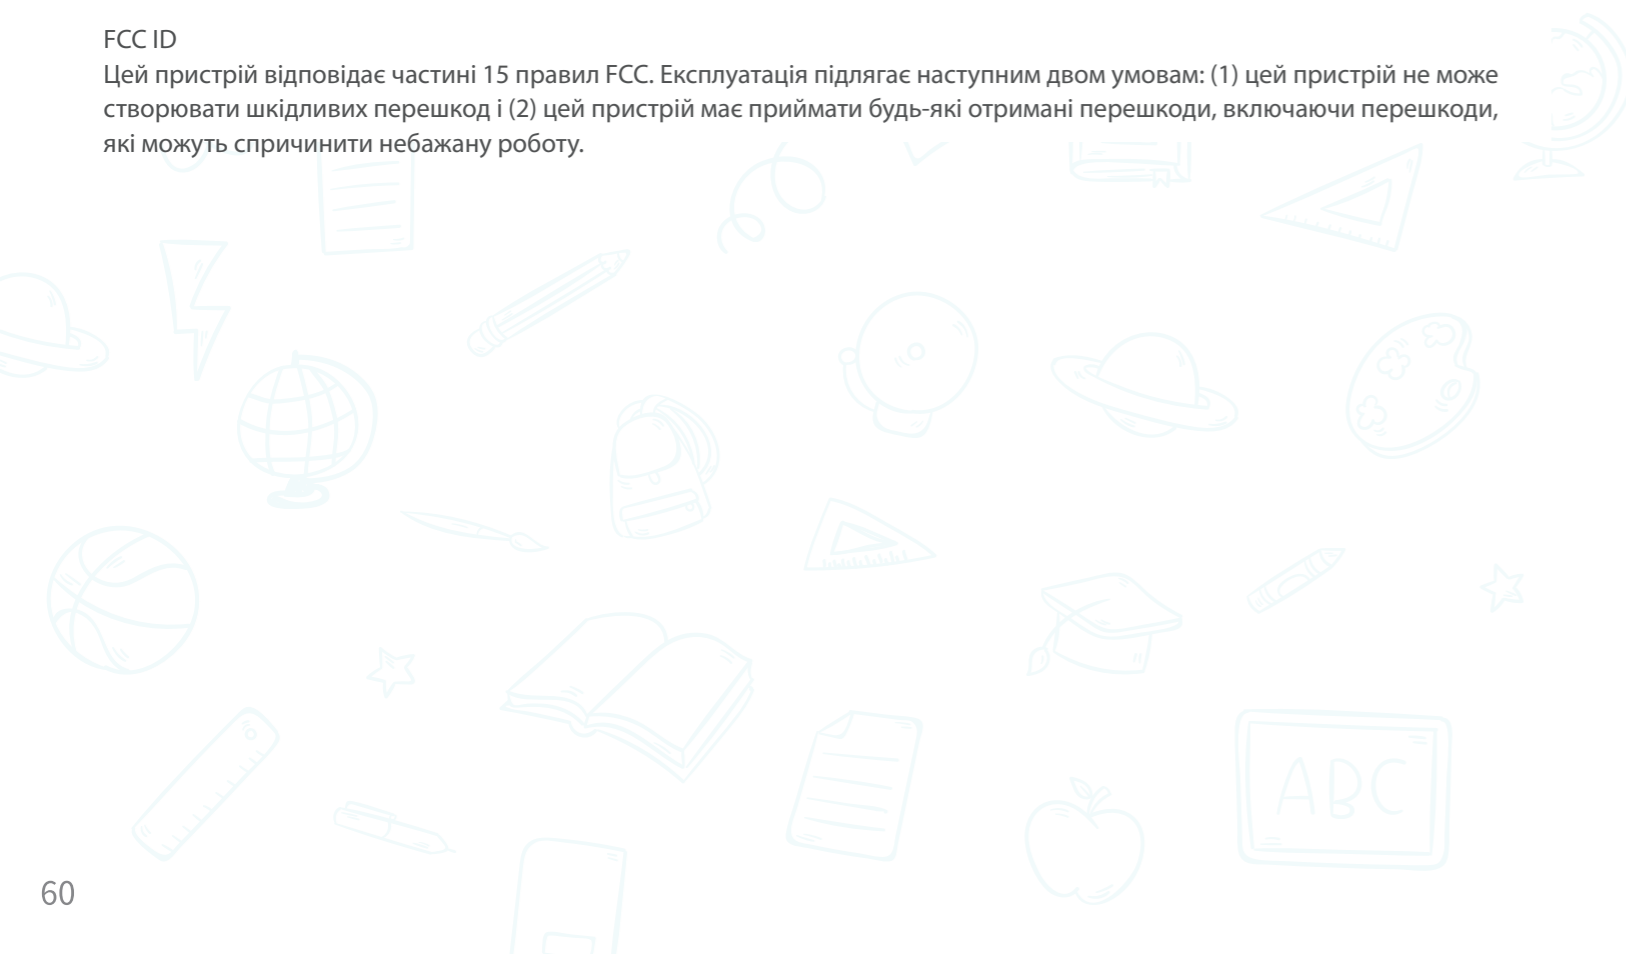 FCC ID
Цей пристрій відповідає частині 15 правил FCC. Експлуатація підлягає наступним двом умовам: (1) цей пристрій не може
створювати шкідливих перешкод і (2) цей пристрій має приймати будь-які отримані перешкоди, включаючи перешкоди,
які можуть спричинити небажану роботу.
ABC
60